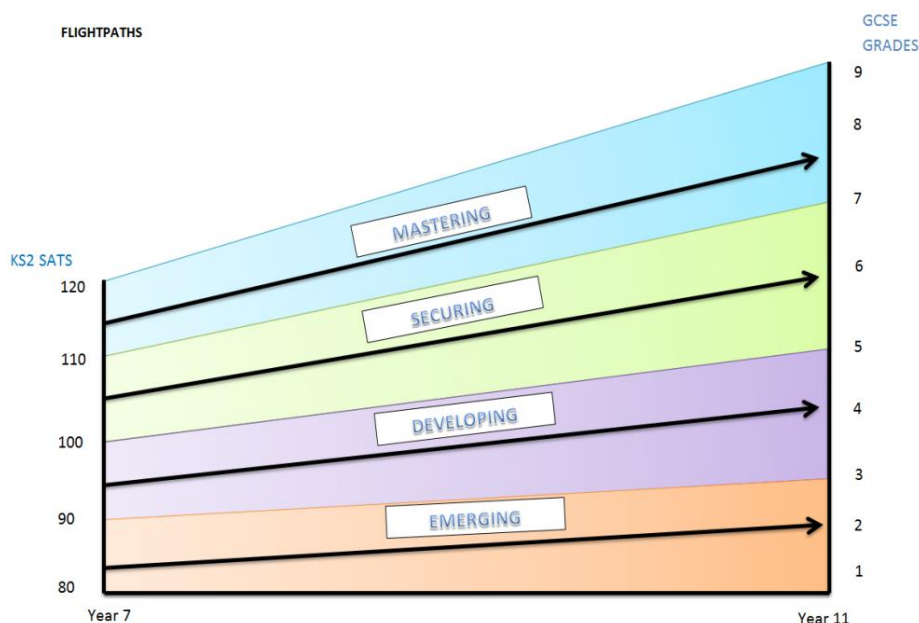 FLIGHTPATHS
GCSE
GRADES
9
8
MASTERING
7
KS2 SATS
6
120
SECURING
110
5
DEVELOPING
4
100
3
90
EMERGING
2
1
80
Year 7
Year 11